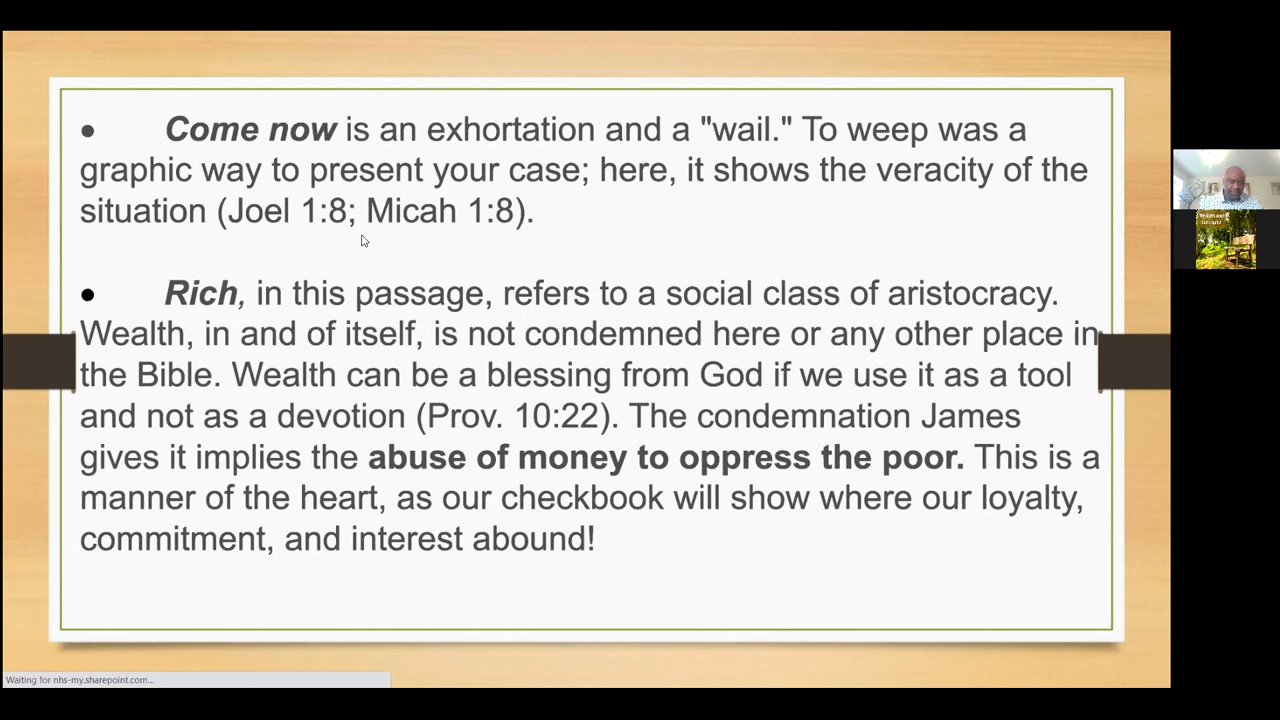 ● Come now is an exhortation and a "wail." To weep was a
graphic way to present your case; here, it shows the veracity of the
situation (Joel 1:8; Micah 1:8).
● Rich, in this passage, refers to a social class of aristocracy.
Wealth, in and of itself, is not condemned here or any other place in
the Bible. Wealth can be a blessing from God if we use it as a tool
and not as a devotion (Prov. 10:22). The condemnation James
gives it implies the abuse of money to oppress the poor. This is a
manner of the heart, as our checkbook will show where our loyalty,
commitment, and interest abound!
Waiting for nhs-my.sharepoint.com...